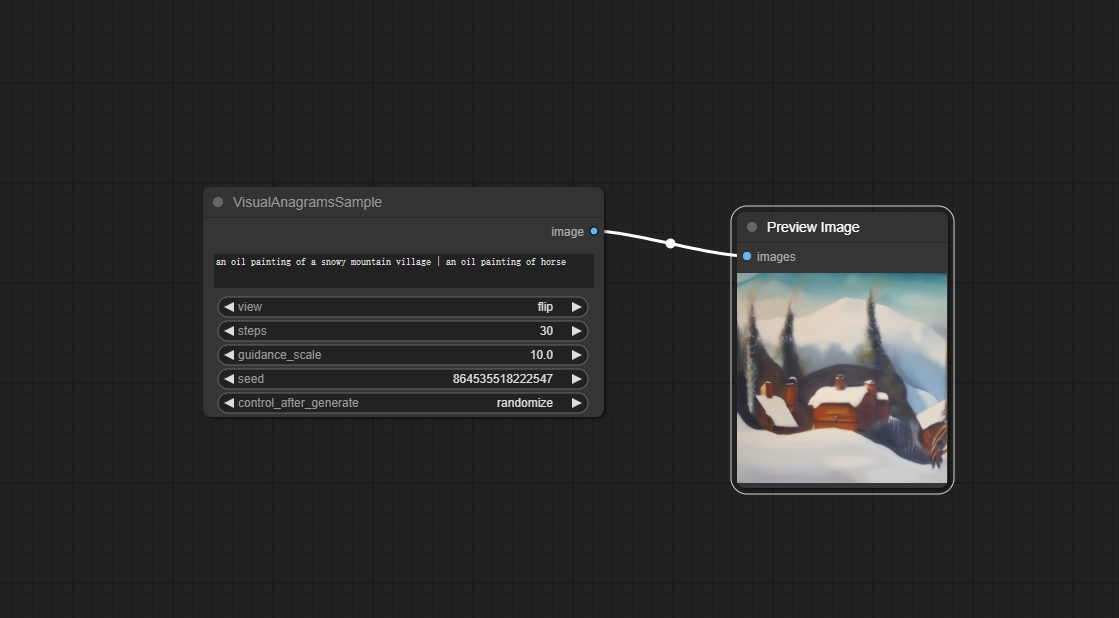 VisualAnagramsSample
image
an oil painting of a snowy mountain village | an oil painting of horse
view flip
steps 30
guidance_scale 10.0
seed 864535518222547
control_after_generate randomize
Preview Image
images